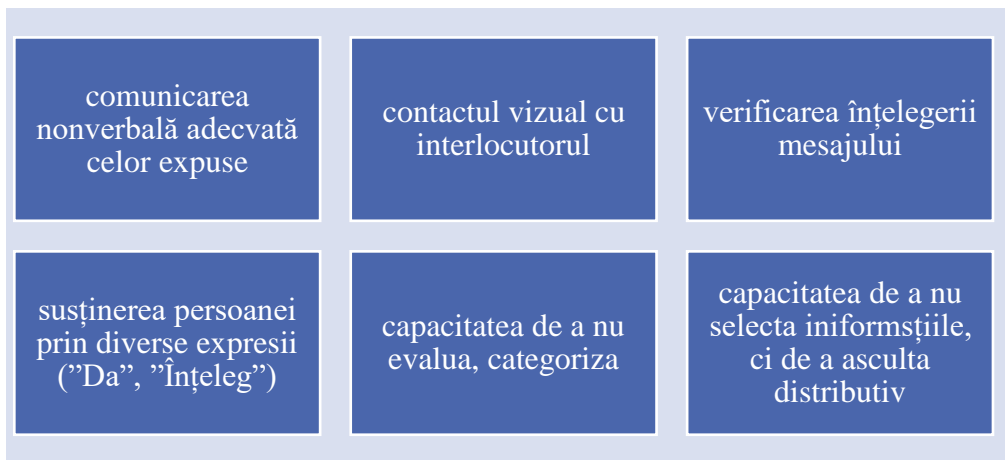 comunicarea
nonverbală adecvată
celor expuse
contactul vizual cu
interlocutorul
verificarea înțelegerii
mesajului
susținerea persoanei
prin diverse expresii
(”Da”, ”Înțeleg”)
capacitatea de a nu
evalua, categoriza
capacitatea de a nu
selecta iniformsțiile,
ci de a asculta
distributiv